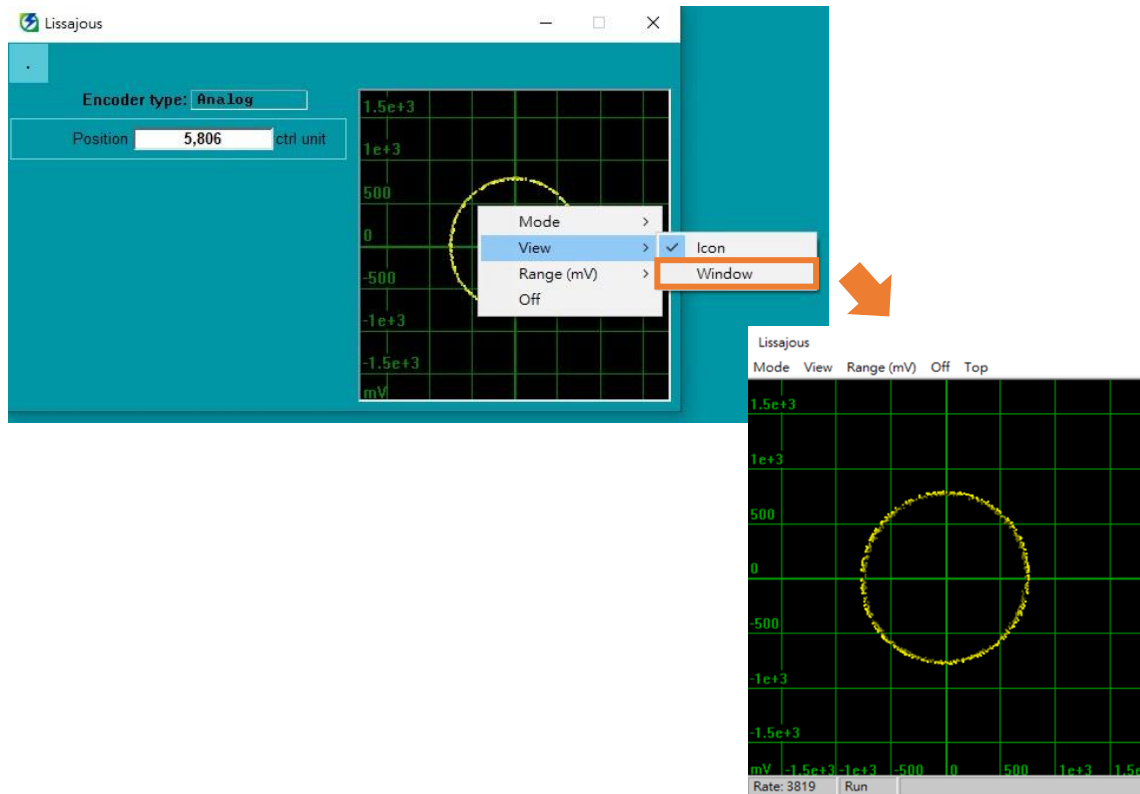 Lissajous
.
Encoder type: Analog
Position 5,806 ctrl unit
1.5e+3
1e+3
500
0
-500
-1e+3
-1.5e+3
mV
Mode
View
Range (mV)
Off
Icon
Window
Lissajous
Mode View Range (mV) Off Top
1.5e+3
1e+3
500
0
-500
-1e+3
-1.5e+3
mV -1.5e+3 -1e+3 -500 0 500 1e+3
Rate: 3819 Run